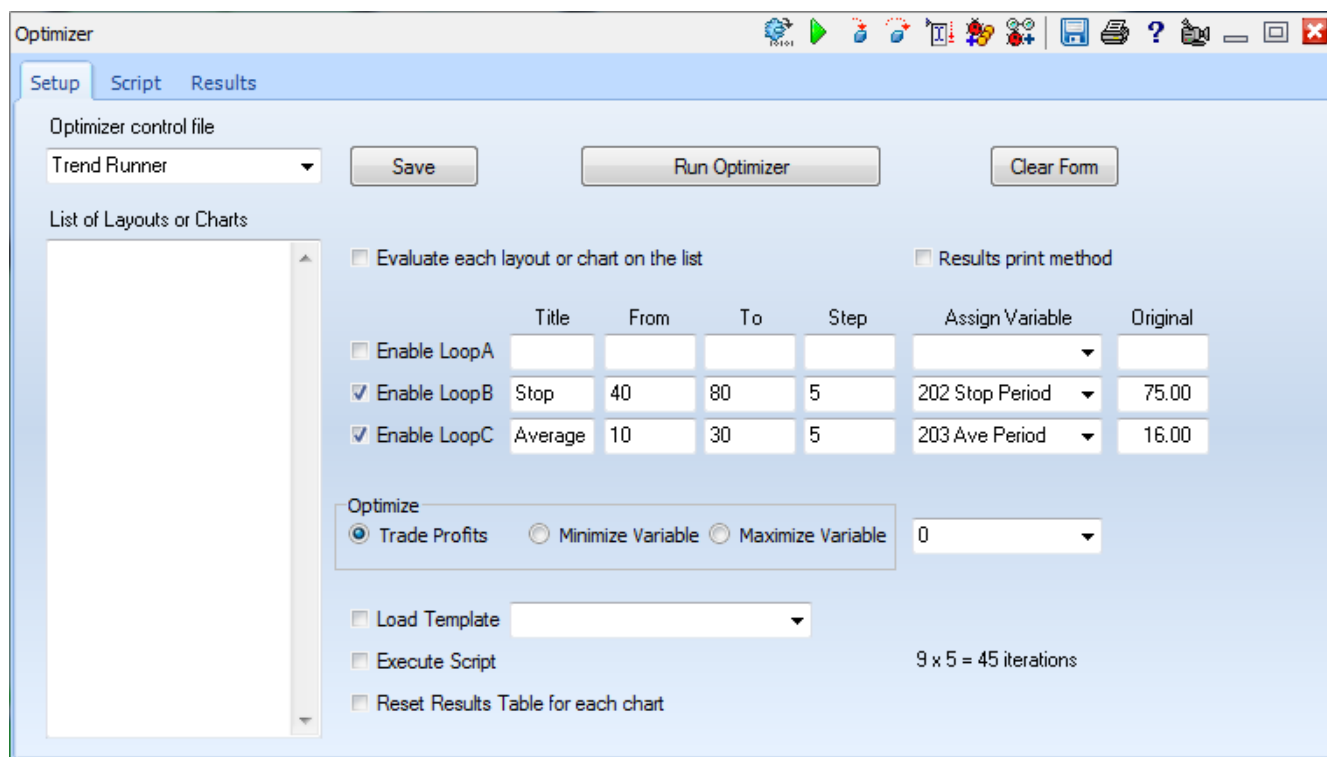 Optimizer
Setup Script Results
Optimizer control file
Trend Runner Save Run Optimizer Clear Form
List of Layouts or Charts
Evaluate each layout or chart on the list Results print method
Title From To Step Assign Variable Original
Enable LoopA
Enable LoopB Stop 40 80 5 202 Stop Period 75.00
Enable LoopC Average 10 30 5 203 Ave Period 16.00
Optimize
Trade Profits Minimize Variable Maximize Variable 0
Load Template
Execute Script 9 x 5 = 45 iterations
Reset Results Table for each chart